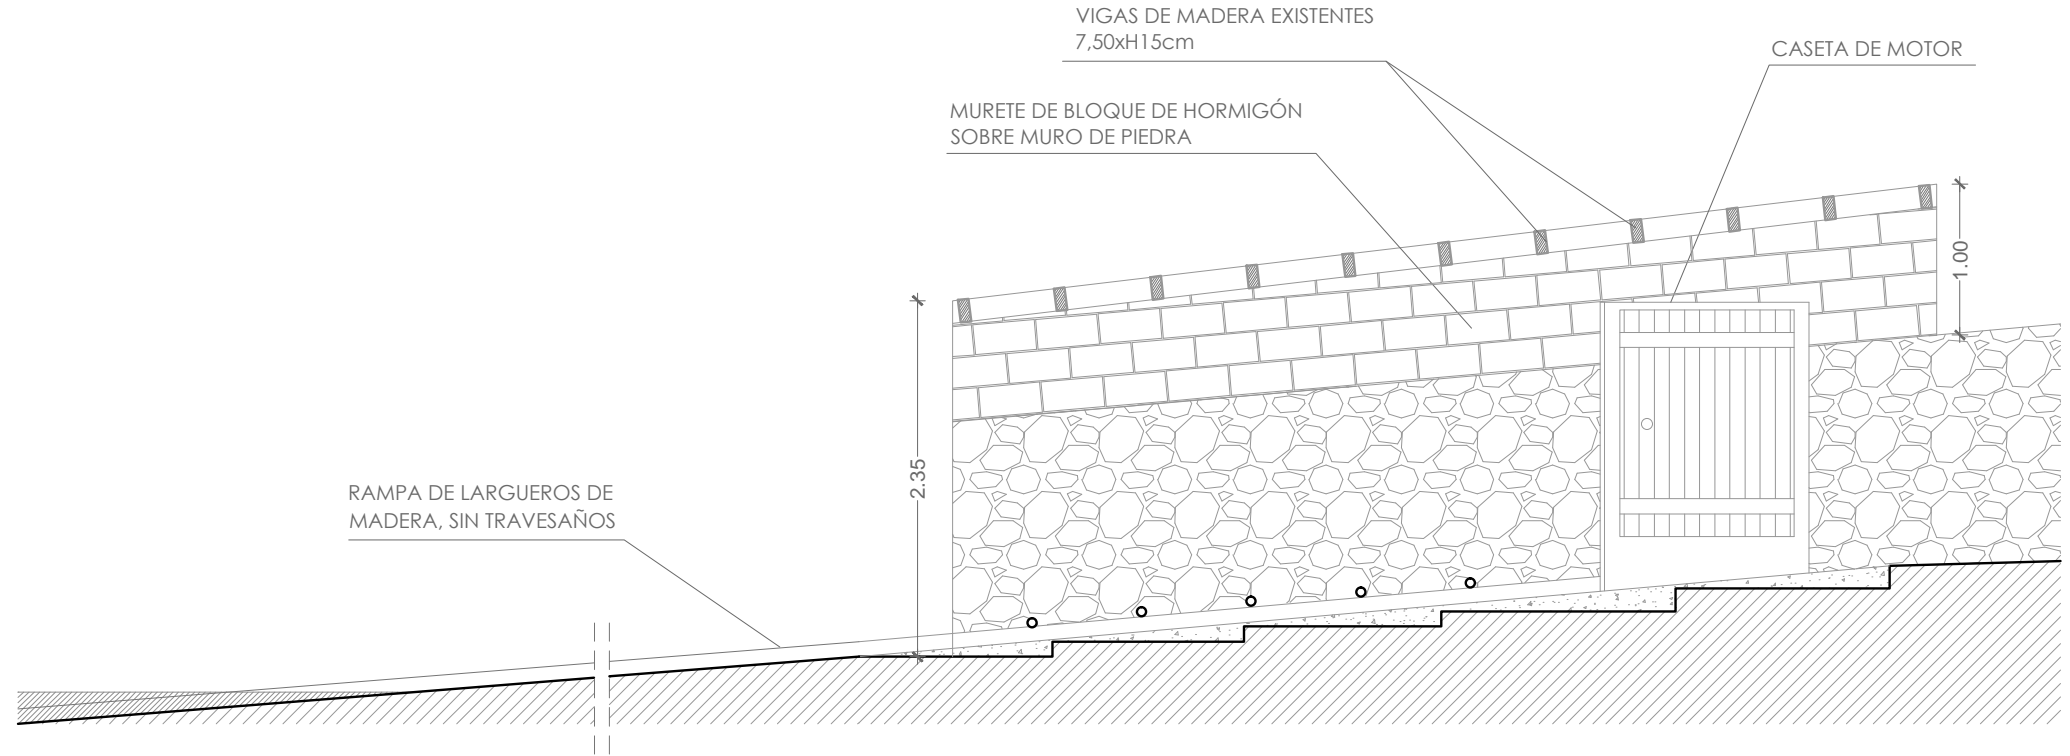 VIGAS DE MADERA EXISTENTES
7,50xH15cm
CASETA DE MOTOR
MURETE DE BLOQUE DE HORMIGÓN
SOBRE MURO DE PIEDRA
1.00
2.35
RAMPA DE LARGUEROS DE
MADERA, SIN TRAVESAÑOS